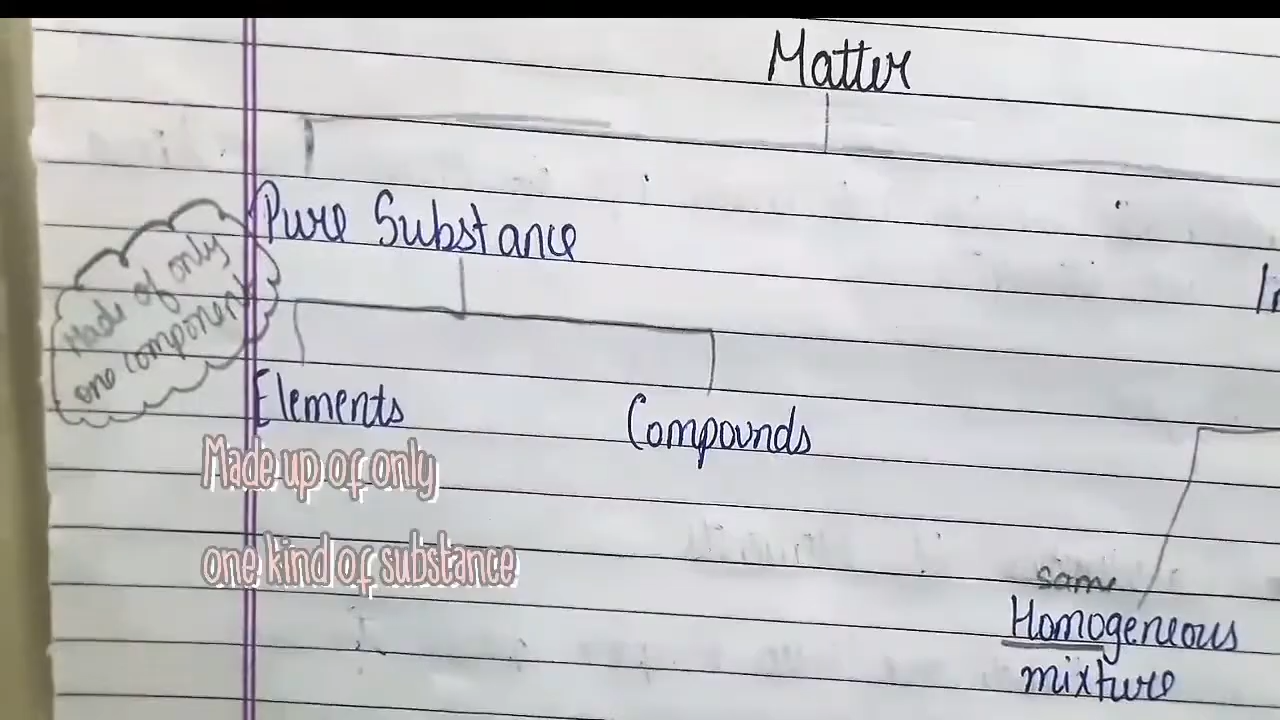 Matter
Pure Substance
Made of only
one component
Elements
Compounds
Made up of only
one kind of substance
same
Homogeneous
mixture